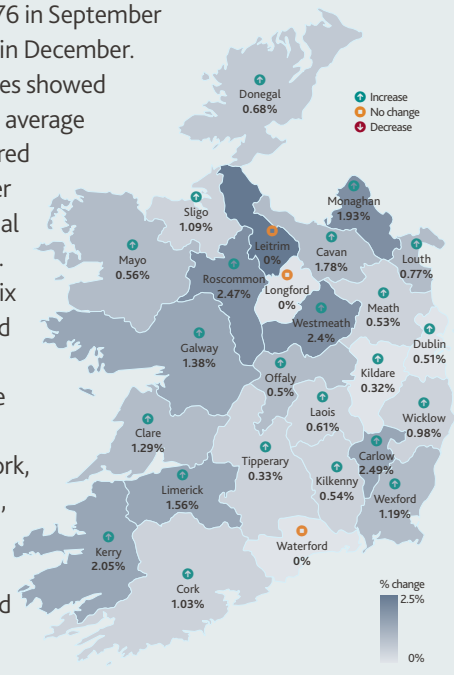 76 in September
in December.
es showed
average
red
er
al
.
ix
d
e
ork,
,
d
Increase
No change
Decrease
Donegal
0.68%
Sligo
1.09%
Leitrim
0%
Monaghan
1.93%
Cavan
1.78%
Louth
0.77%
Mayo
0.56%
Roscommon
2.47%
Longford
0%
Westmeath
2.4%
Meath
0.53%
Dublin
0.51%
Galway
1.38%
Offaly
0.5%
Kildare
0.32%
Laois
0.61%
Wicklow
0.98%
Clare
1.29%
Tipperary
0.33%
Carlow
2.49%
Kilkenny
0.54%
Wexford
1.19%
Limerick
1.56%
Kerry
2.05%
Waterford
0%
Cork
1.03%
% change
2.5%
0%